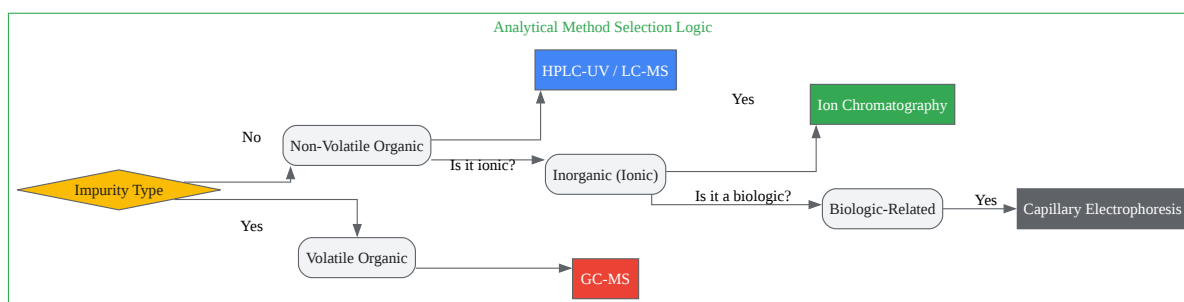 Analytical Method Selection Logic
HPLC-UV / LC-MS
Yes
Ion Chromatography
No
Non-Volatile Organic
Is it ionic?
Inorganic (Ionic)
Impurity Type
Is it a biologic?
Biologic-Related
Yes
Capillary Electrophoresis
Yes
Volatile Organic
GC-MS